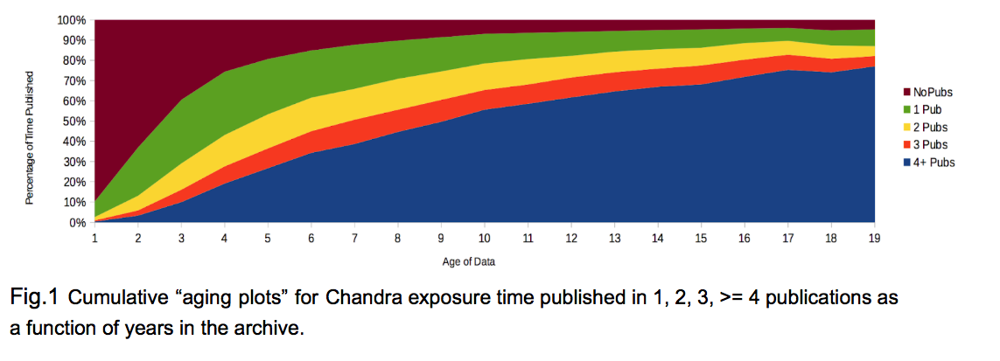 100%
90%
80%
70%
60%
50%
40%
30%
20%
10%
0%
Percentage of Time Published
1 2 3 4 5 6 7 8 9 10 11 12 13 14 15 16 17 18 19
Age of Data
NoPubs
1 Pub
2 Pubs
3 Pubs
4+ Pubs
Fig.1 Cumulative “aging plots” for Chandra exposure time published in 1, 2, 3, >= 4 publications as
a function of years in the archive.